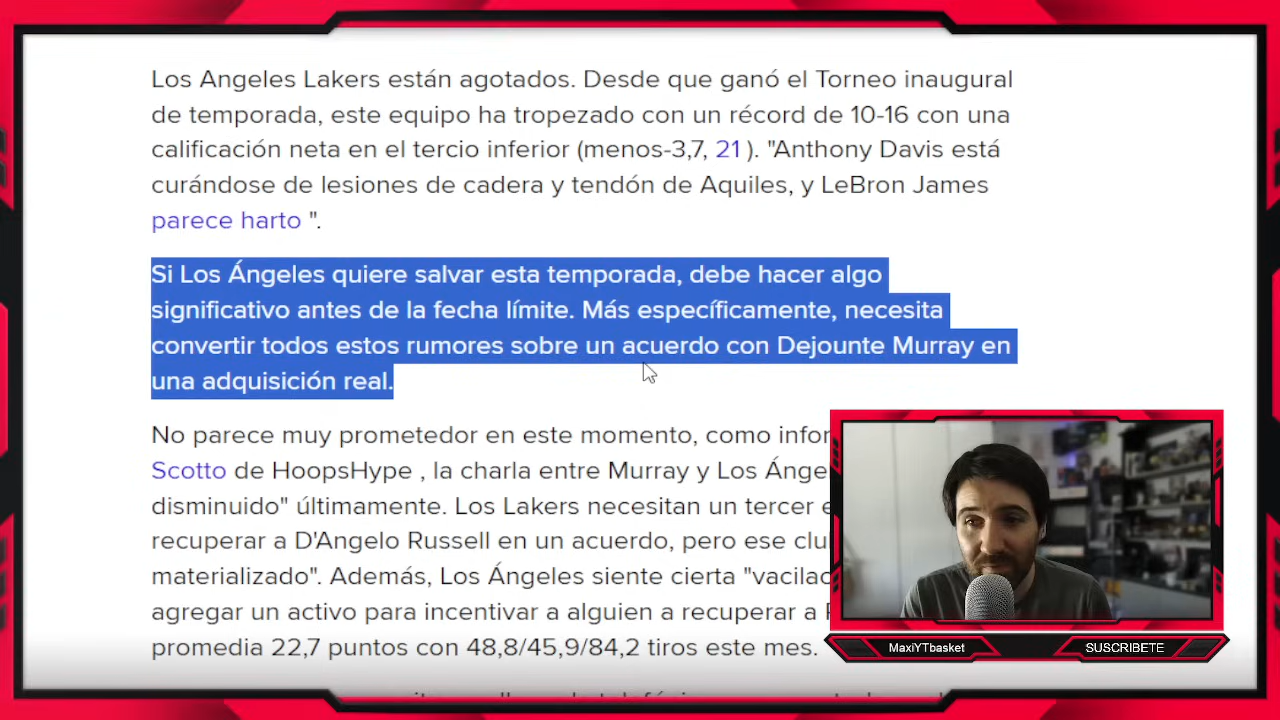 Los Angeles Lakers están agotados. Desde que ganó el Torneo inaugural
de temporada, este equipo ha tropezado con un récord de 10-16 con una
calificación neta en el tercio inferior (menos-3,7, 21 ). "Anthony Davis está
curándose de lesiones de cadera y tendón de Aquiles, y LeBron James
parece harto ".
Si Los Ángeles quiere salvar esta temporada, debe hacer algo
significativo antes de la fecha límite. Más específicamente, necesita
convertir todos estos rumores sobre un acuerdo con Dejounte Murray en
una adquisición real.
No parece muy prometedor en este momento, como
Scotto de HoopsHype , la charla entre Murray y Los
disminuido" últimamente. Los Lakers necesitan un tercer
recuperar a D'Angelo Russell en un acuerdo, pero ese
materializado". Además, Los Ángeles siente cierta
agregar un activo para incentivar a alguien a recuperar a
promedia 22,7 puntos con 48,8/45,9/84,2 tiros este mes.
MaxiYTbasket
SUSCRIBETE